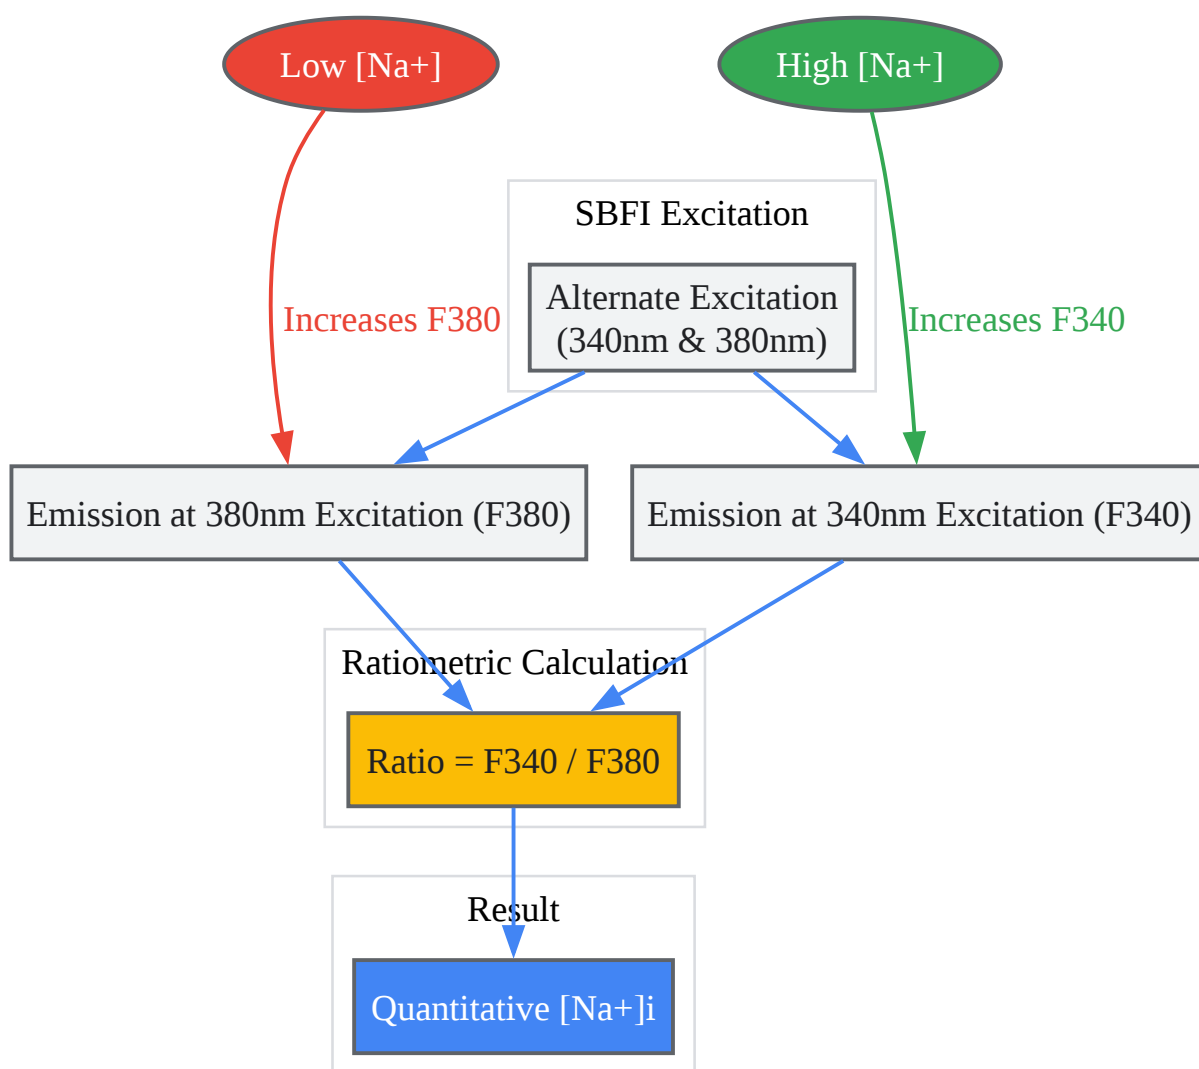 Low [Na+]
High [Na+]
SBFI Excitation
Alternate Excitation
(340nm & 380nm)
Increases F380
Increases F340
Emission at 380nm Excitation (F380)
Emission at 340nm Excitation (F340)
Ratiometric Calculation
Ratio = F340 / F380
Result
Quantitative [Na+]i